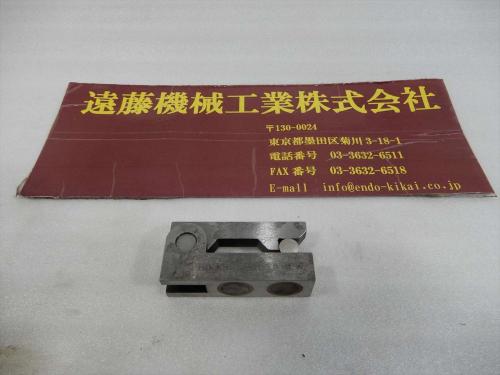 遠藤機械工業株式会社
〒130-0024
東京都墨田区菊川3-18-1
電話番号 03-3632-6511
FAX番号 03-3632-6518
E-mall info@endo-kikai.co.jp